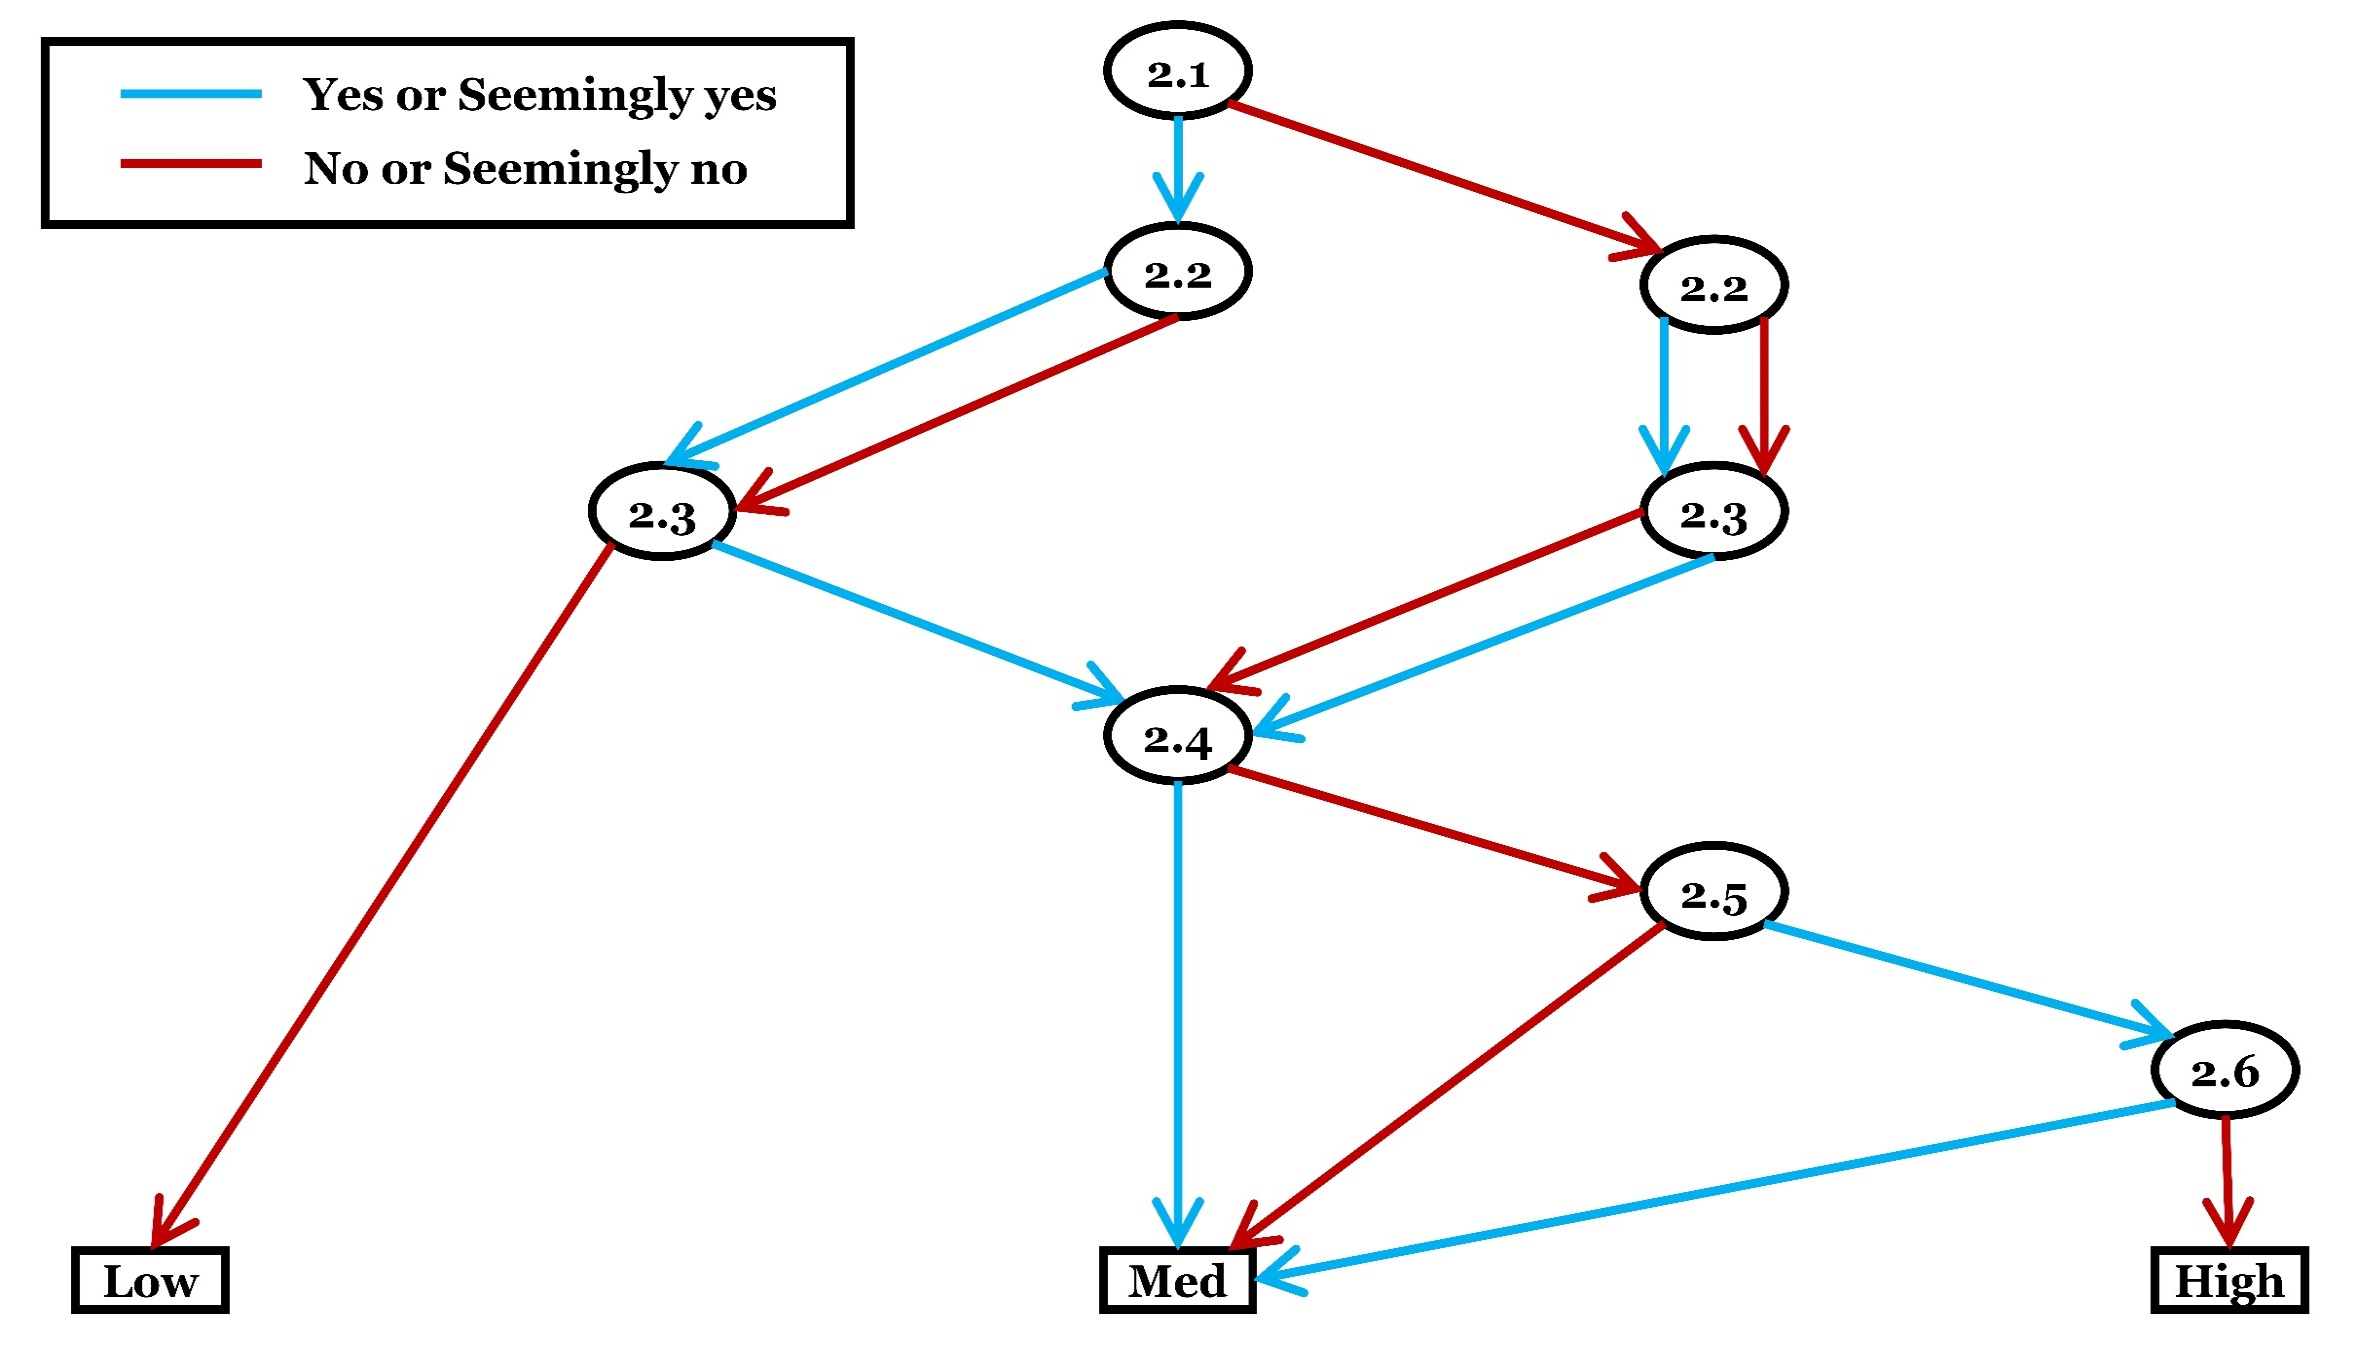 Yes or Seemingly yes
No or Seemingly no
2.1
2.2
2.2
2.3
2.3
2.4
2.5
2.6
Low
Med
High